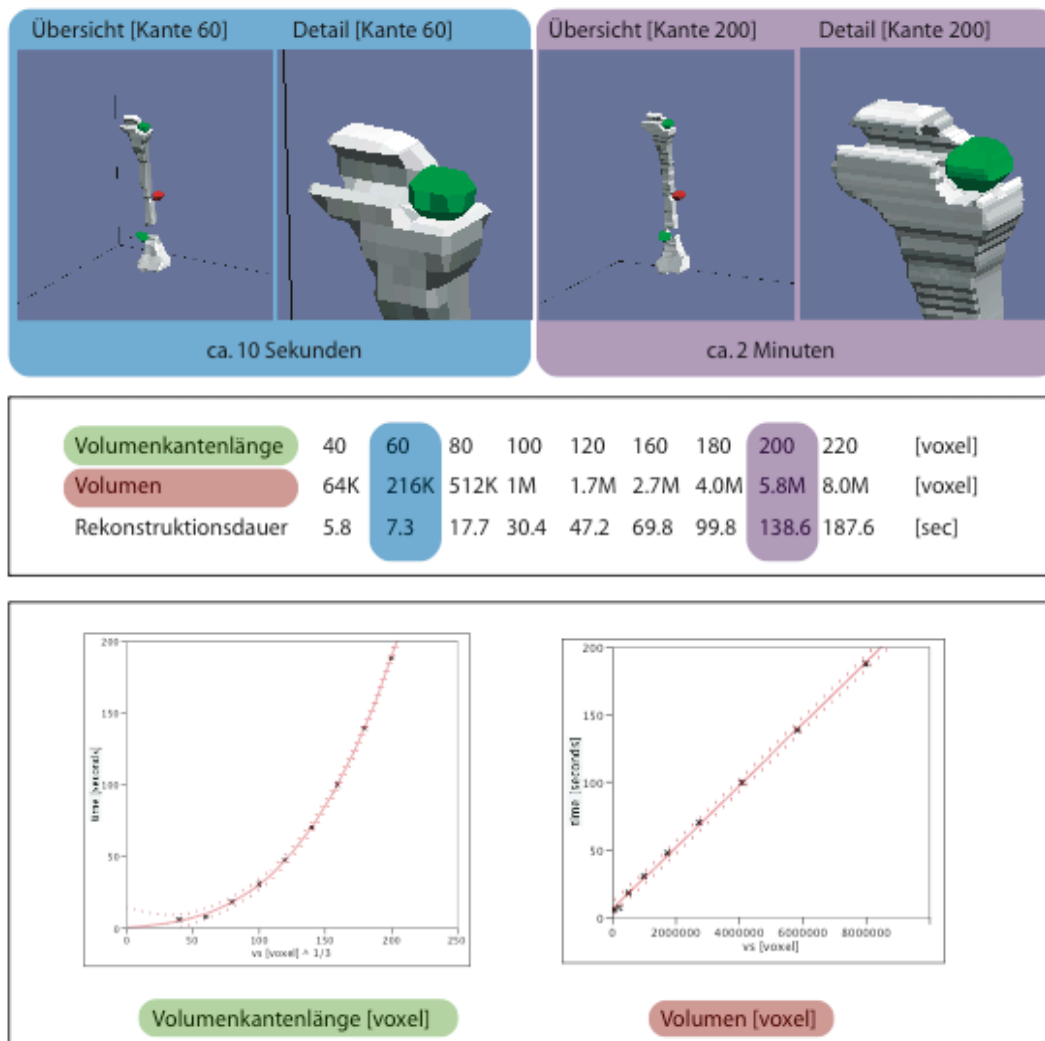 Übersicht [Kante 60] Detail [Kante 60] Übersicht [Kante 200] Detail [Kante 200]
ca. 10 Sekunden ca. 2 Minuten
Volumenkantenlänge 40 60 80 100 120 160 180 200 220 [voxel]
Volumen 64K 216K 512K 1M 1.7M 2.7M 4.0M 5.8M 8.0M [voxel]
Rekonstruktionsdauer 5.8 7.3 17.7 30.4 47.2 69.8 99.8 138.6 187.6 [sec]
time [seconds]
200
150
100
50
0
0 50 100 150 200 250
vs [voxel] ^ 1/3
time [seconds]
200
150
100
50
0
0 2000000 4000000 6000000 8000000
vs [voxel]
Volumenkantenlänge [voxel] Volumen [voxel]